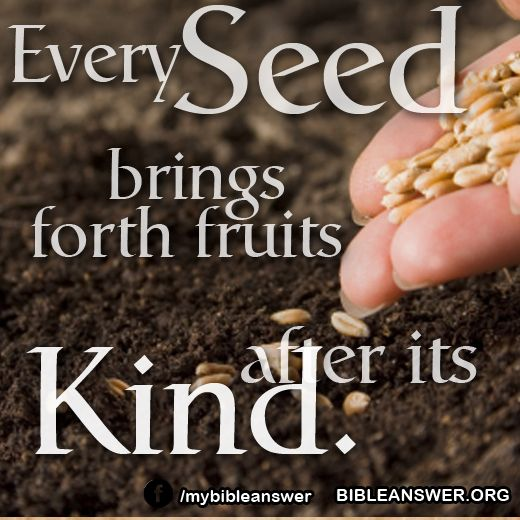 Every Seed
brings
forth fruits
after its
Kind.
/mybibleanswer BIBLEANSWER.ORG